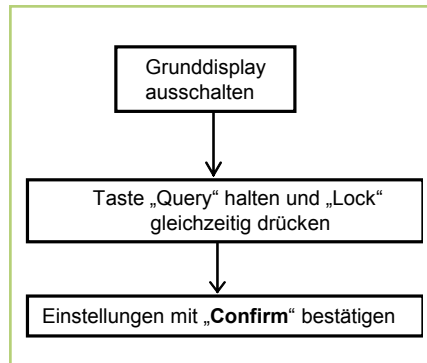 Grunddisplay
ausschalten
Taste „Query“ halten und „Lock“
gleichzeitig drücken
Einstellungen mit „Confirm“ bestätigen